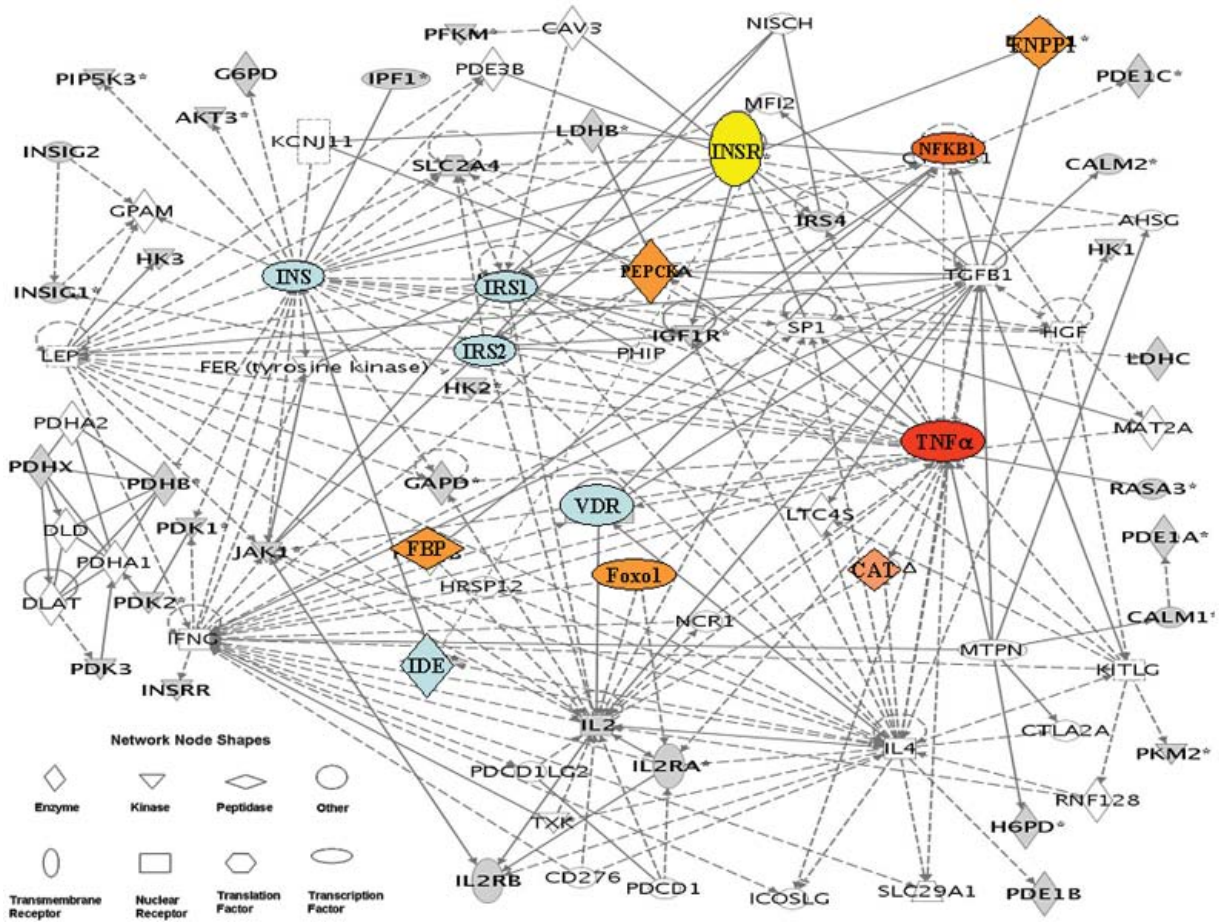 PFKM*
CAV3
NISCH
ENPP1*
PIP5K3*
G6PD
IPF1*
PDE3B
PDE1C*
AKT3*
KCNJ11
LDHB*
MFI2
INSR*
NFKB1
INSIG2
SLC2A4
CALM2*
GPAM
IRS4
AHSG
HK3
INS
IRS1
PEPCK
TGFB1
HK1
INSIG1*
IGF1R*
SP1
HGF
LEP
FER (tyrosine kinase)
IRS2
PHIP
LDHC
HK2*
PDHA2
TNFα
MAT2A
PDHX
PDHB*
GAPD*
VDR
LTC4S
RASA3*
DLD
PDK1*
JAK1*
FBP
PDE1A*
PDHA1
HRSP12
Foxo1
CAT
DLAT
PDK2*
IFNG
NCR1
CALM1*
PDK3
INSRR
IDE
MTPN
KITLG
Network Node Shapes
IL2
IL4
CTLA2A
PKM2*
PDCD1LG2
IL2RA*
Enzyme
Kinase
Peptidase
Other
TXK
RNF128
H6PD*
IL2RB
CD276
PDCD1
ICOSLG
SLC29A1
PDE1B
Transmembrane
Receptor
Nuclear
Receptor
Translation
Factor
Transcription
Factor